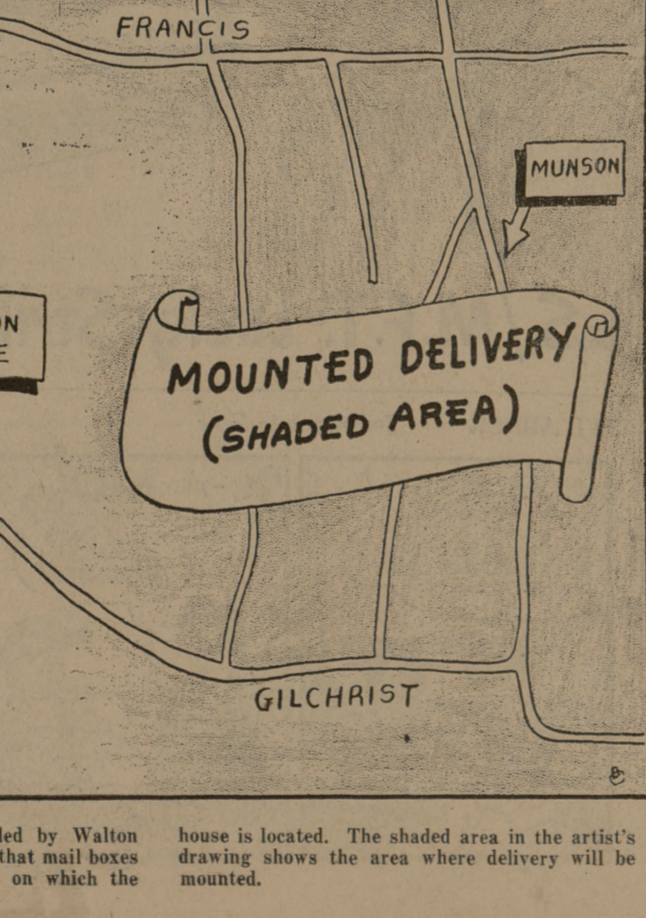 FRANCIS
MUNSON
ON
E
MOUNTED DELIVERY
(SHADED AREA)
GILCHRIST
led by Walton
that mail boxes
on which the
house is located. The shaded area in the artist's
drawing shows the area where delivery will be
mounted.